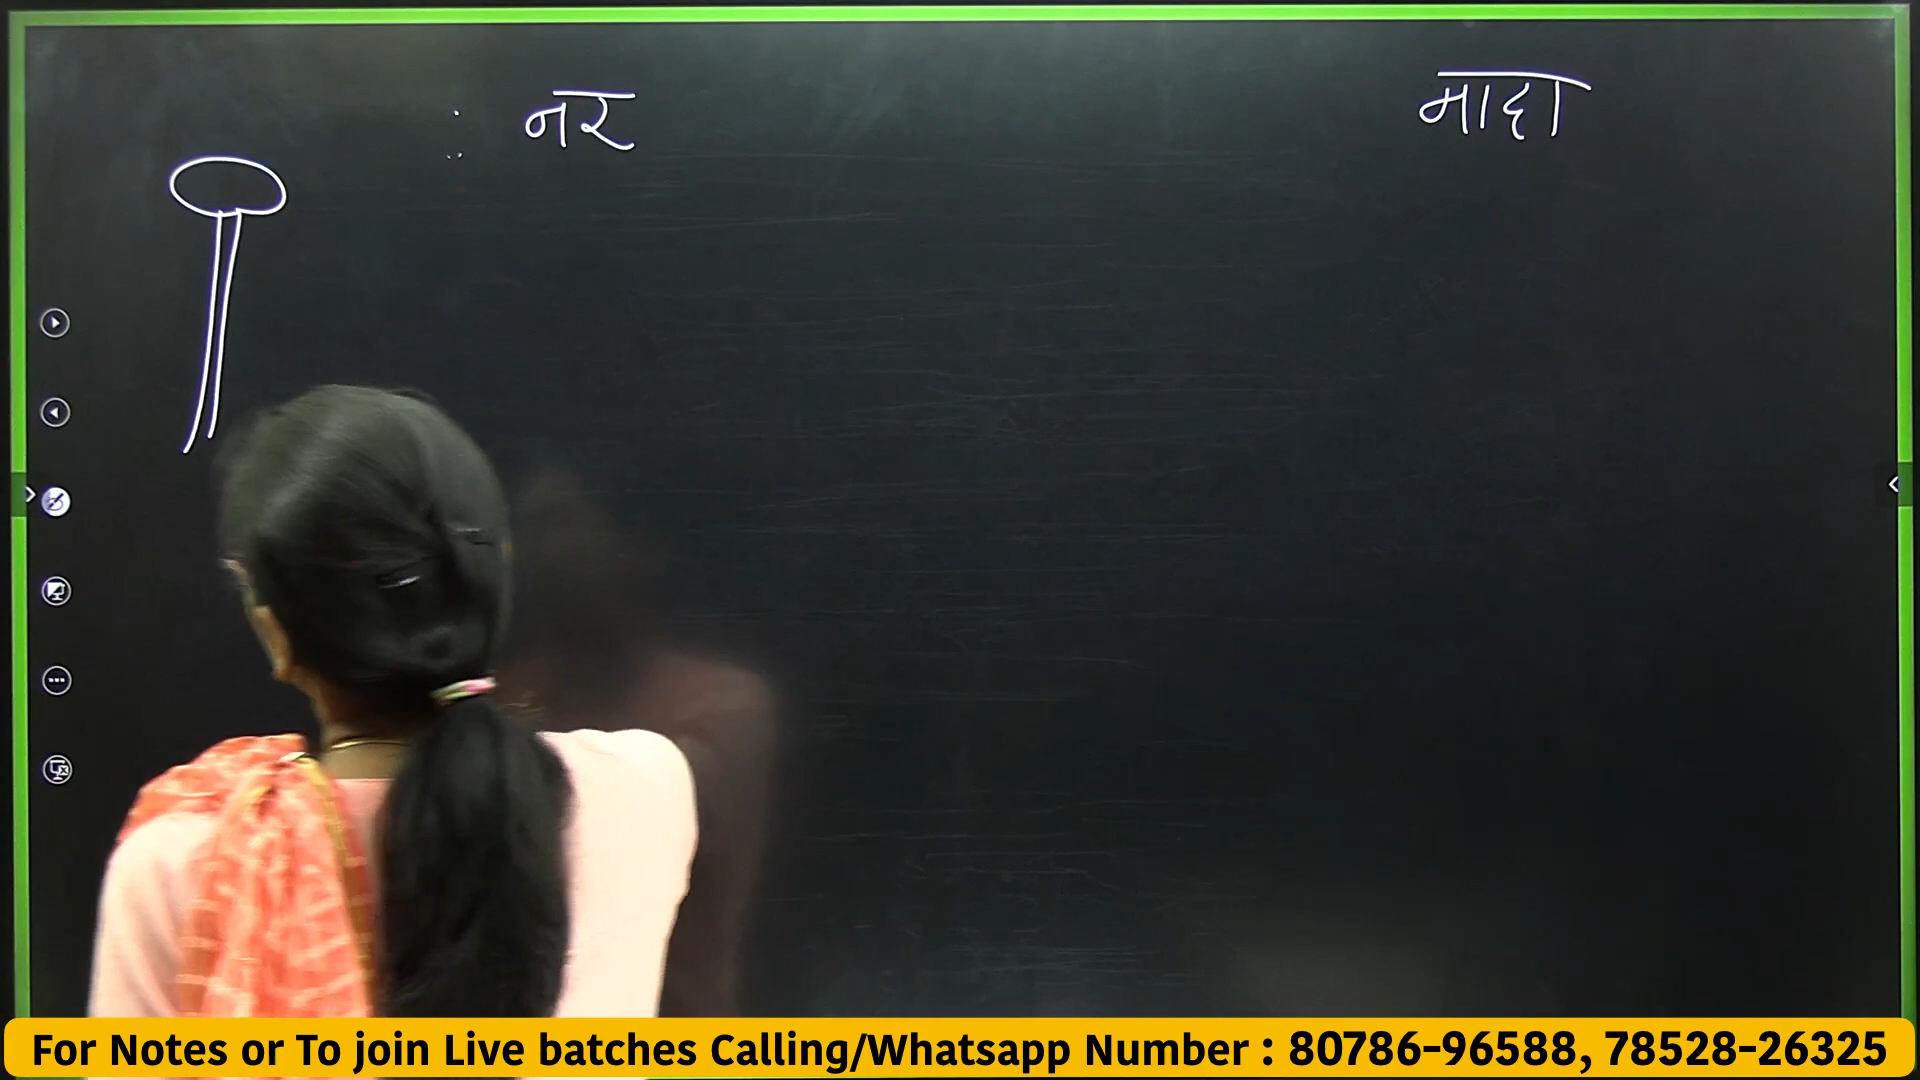 नर
मादा
For Notes or To join Live batches Calling/Whatsapp Number : 80786-96588, 78528-26325